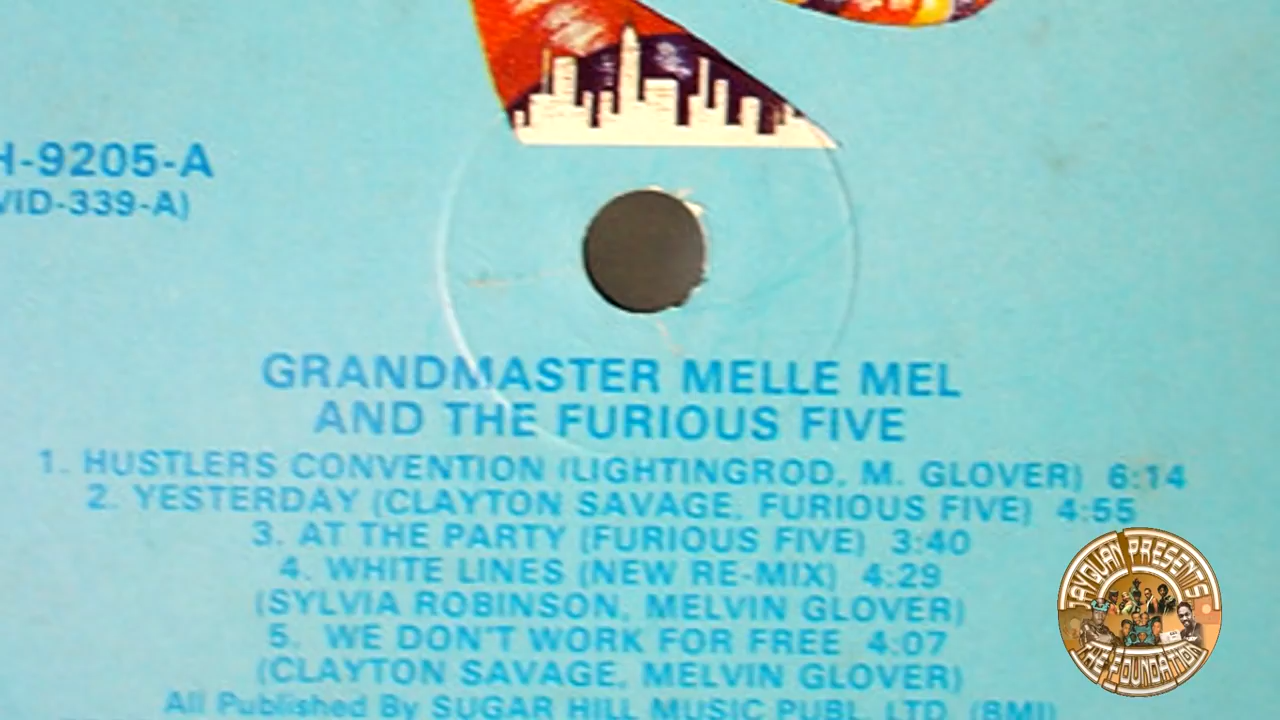 H-9205-A
VID-339-A)
GRANDMASTER MELLE MEL
AND THE FURIOUS FIVE
1. HUSTLERS CONVENTION (LIGHTINGROD, M. GLOVER) 6:14
2. YESTERDAY (CLAYTON SAVAGE, FURIOUS FIVE) 4:55
3. AT THE PARTY (FURIOUS FIVE) 3:40
4. WHITE LINES (NEW RE-MIX) 4:29
(SYLVIA ROBINSON, MELVIN GLOVER)
5. WE DON'T WORK FOR FREE 4:07
(CLAYTON SAVAGE, MELVIN GLOVER)
All Published By SUGAR HILL MUSIC PUBL. LTD. (BMI)
JAYQUAN PRESENTS
THE FOUNDATION